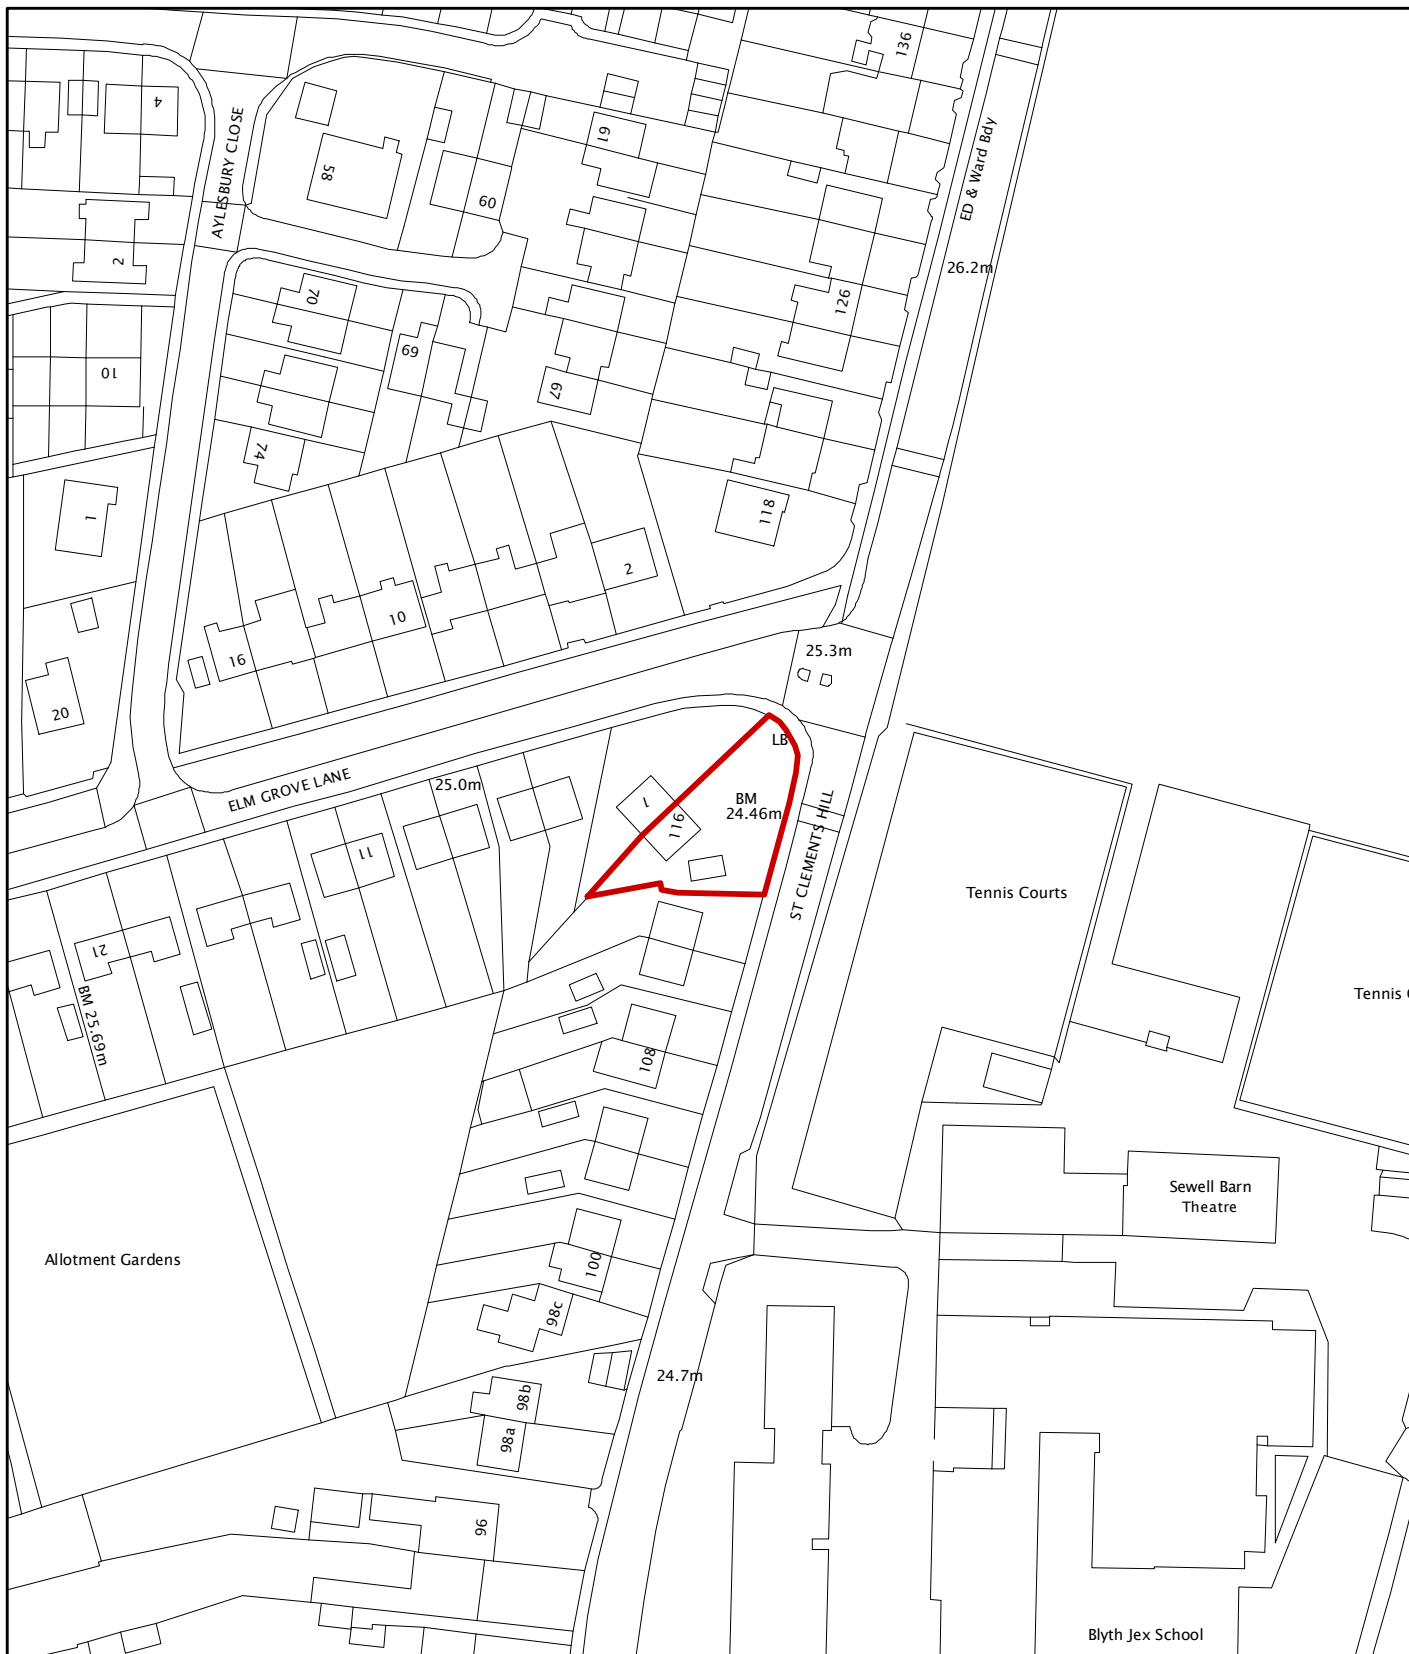 136
4
AYLESBURY CLOSE
61
58
ED & Ward Bdy
60
2
26.2m
70
126
69
10
67
74
118
1
2
10
16
25.3m
20
LB
ELM GROVE LANE
25.0m
1
BM
24.46m
116
ST CLEMENTS HILL
11
Tennis Courts
21
BM 25.69m
Tennis
108
Sewell Barn
Theatre
Allotment Gardens
100
98c
24.7m
98b
98a
96
Blyth Jex School